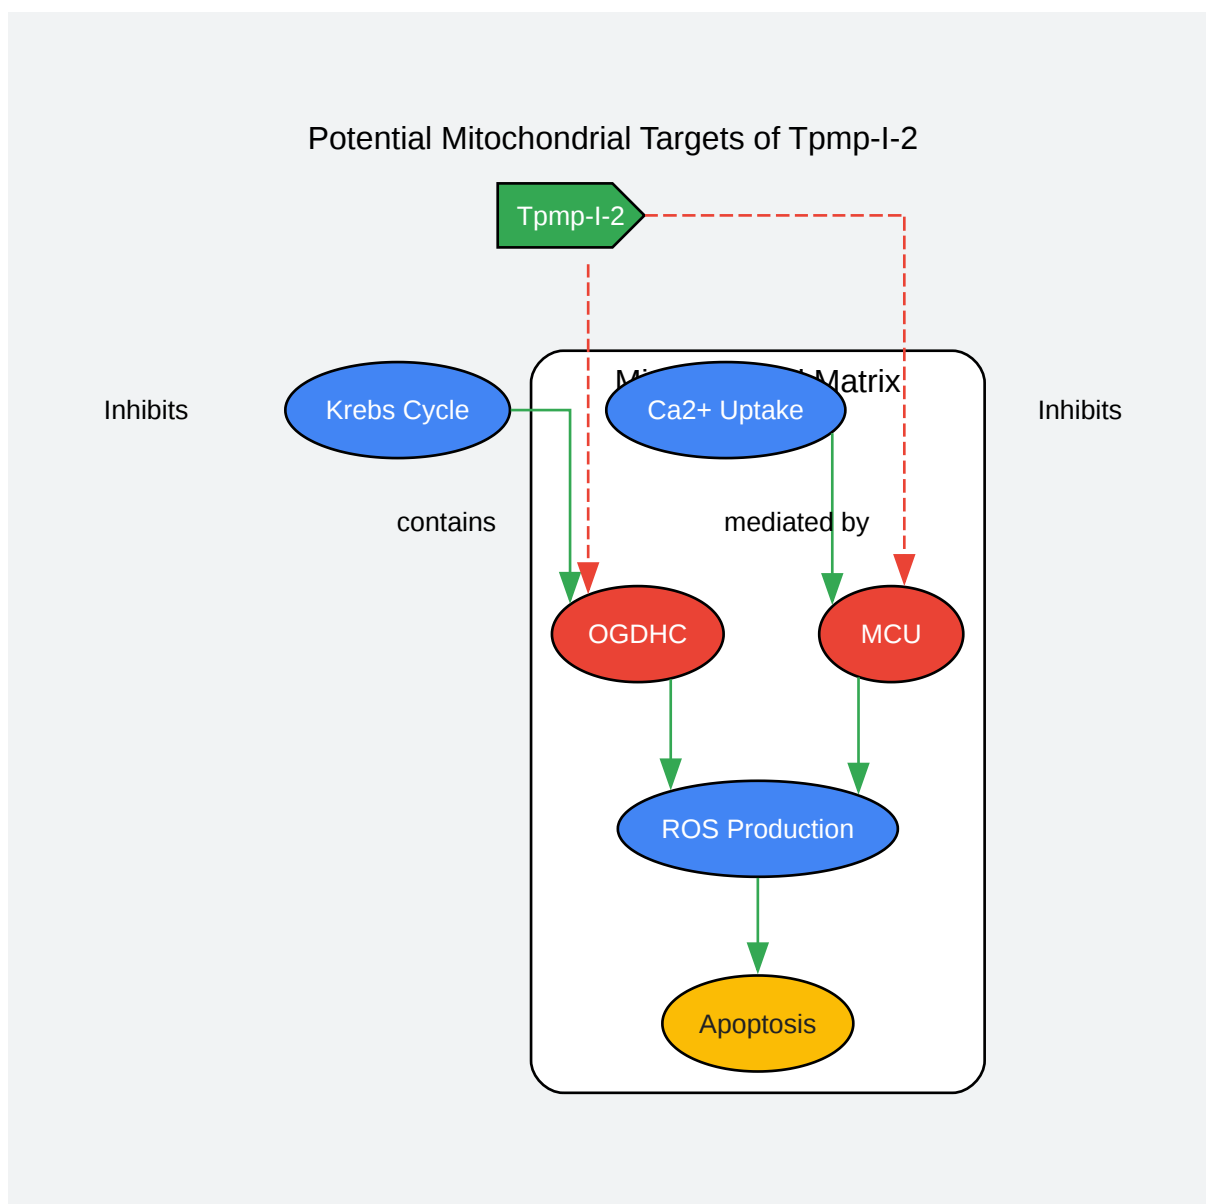 Potential Mitochondrial Targets of Tpmp-I-2
Tpmp-I-2
Matrix
Inhibits
Krebs Cycle
Ca2+ Uptake
Inhibits
contains
mediated by
OGDHC
MCU
ROS Production
Apoptosis